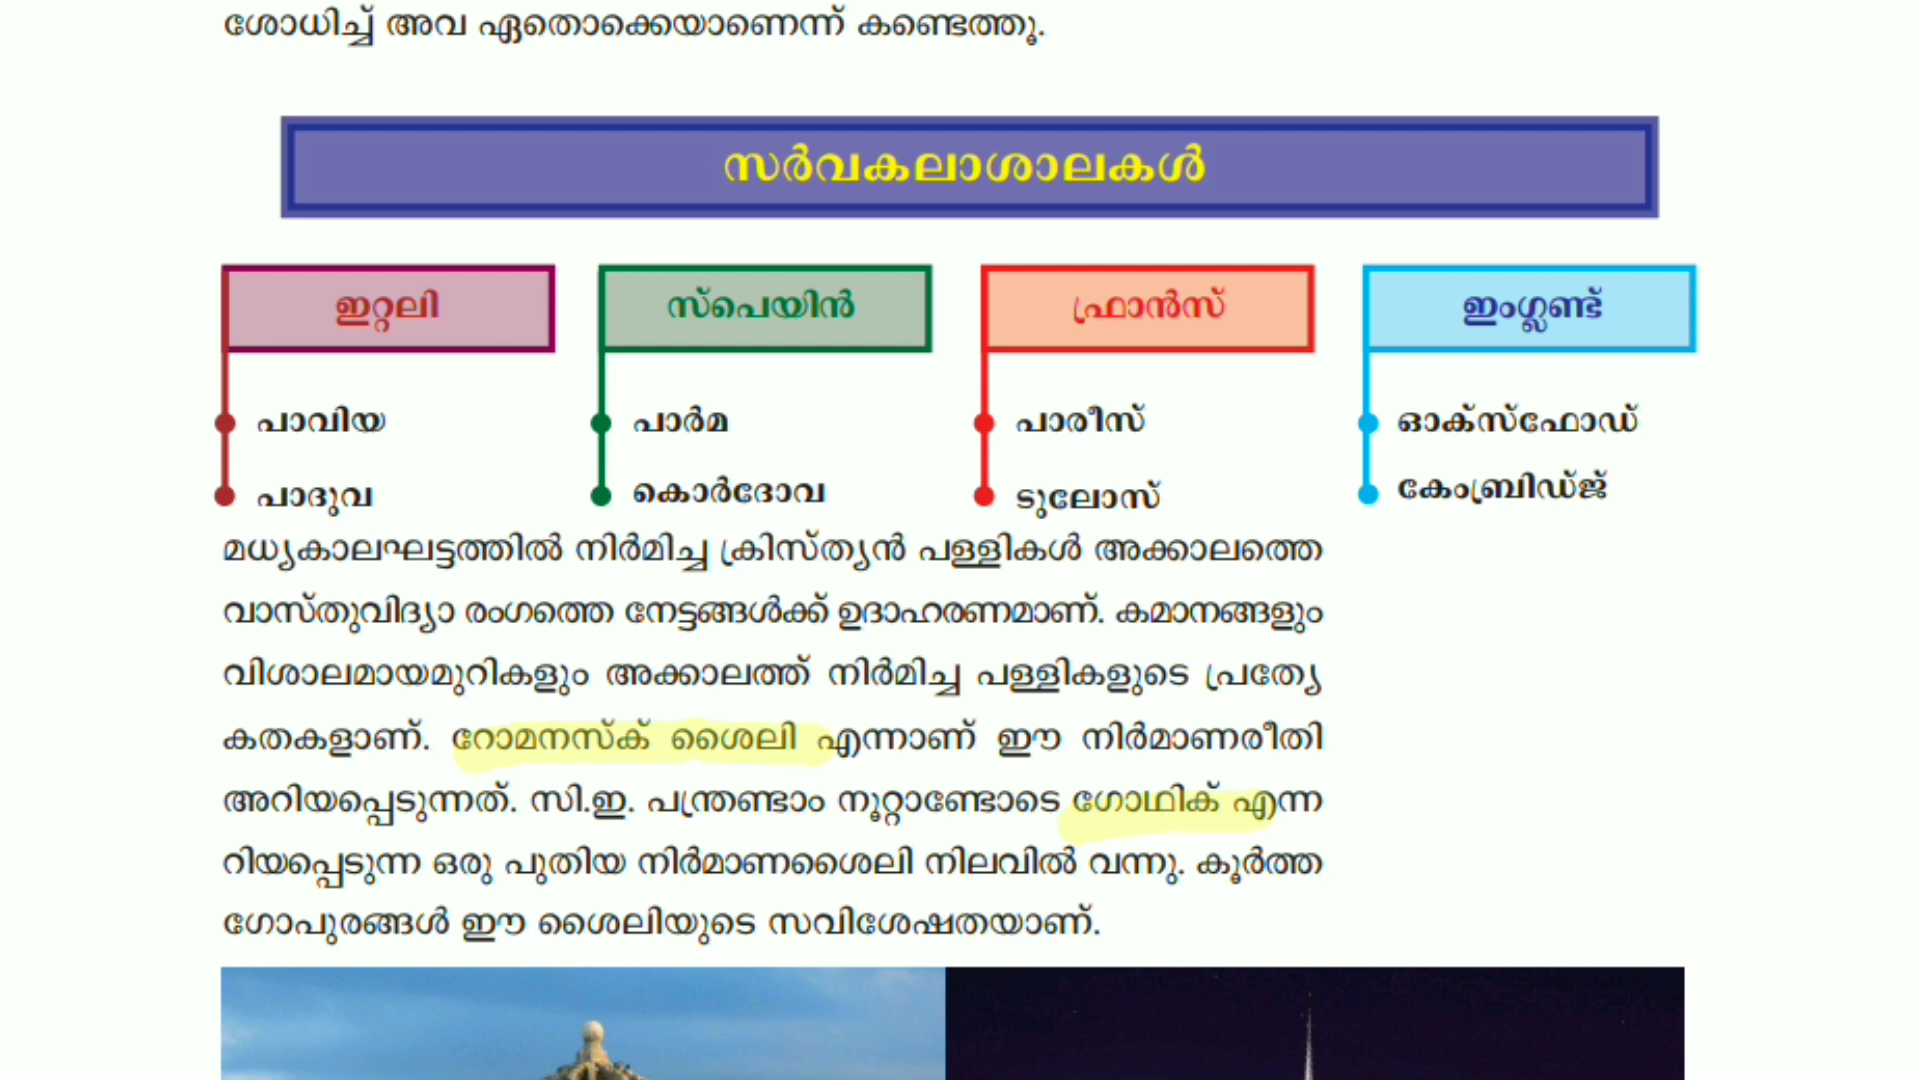 ശോധിച്ച് അവ ഏതൊക്കെയാണെന്ന് കണ്ടെത്തൂ.
സർവകലാശാലകൾ
ഇറ്റലി സ്പെയിൻ ഫ്രാൻസ് ഇംഗ്ലണ്ട്
പാവിയ പാർമ പാരീസ് ഓക്സ്ഫോഡ്
പാദുവ കൊർദോവ ടുലോസ് കേംബ്രിഡ്ജ്
മധ്യകാലഘട്ടത്തിൽ നിർമിച്ച ക്രിസ്ത്യൻ പള്ളികൾ അക്കാലത്തെ
വാസ്തുവിദ്യാ രംഗത്തെ നേട്ടങ്ങൾക്ക് ഉദാഹരണമാണ്. കമാനങ്ങളും
വിശാലമായമുറികളും അക്കാലത്ത് നിർമിച്ച പള്ളികളുടെ പ്രത്യേ
കതകളാണ്. റോമനസ്ക് ശൈലി എന്നാണ് ഈ നിർമാണരീതി
അറിയപ്പെടുന്നത്. സി.ഇ. പന്ത്രണ്ടാം നൂറ്റാണ്ടോടെ ഗോഥിക് എന്ന
റിയപ്പെടുന്ന ഒരു പുതിയ നിർമാണശൈലി നിലവിൽ വന്നു. കൂർത്ത
ഗോപുരങ്ങൾ ഈ ശൈലിയുടെ സവിശേഷതയാണ്.